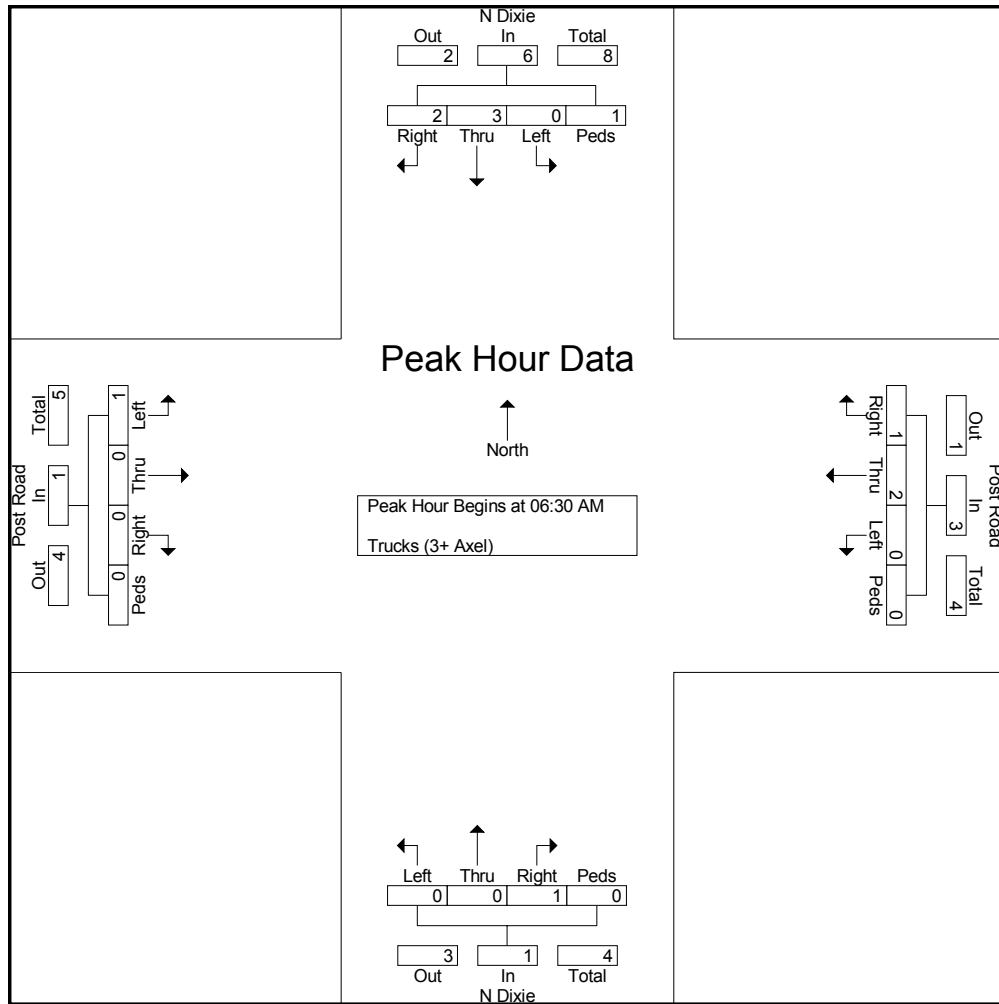 N Dixie
Out In Total
2 6 8
2 3 0 1
Right Thru Left Peds
Peak Hour Data
North
Peak Hour Begins at 06:30 AM
Trucks (3+ Axel)
Post Road
Out In Total
4 1 5
Left Thru Right Peds
1 0 0 0
Post Road
Out In Total
1 3 4
Right Thru Left Peds
1 2 0 0
Left Thru Right Peds
0 0 1 0
3 1 4
Out In Total
N Dixie